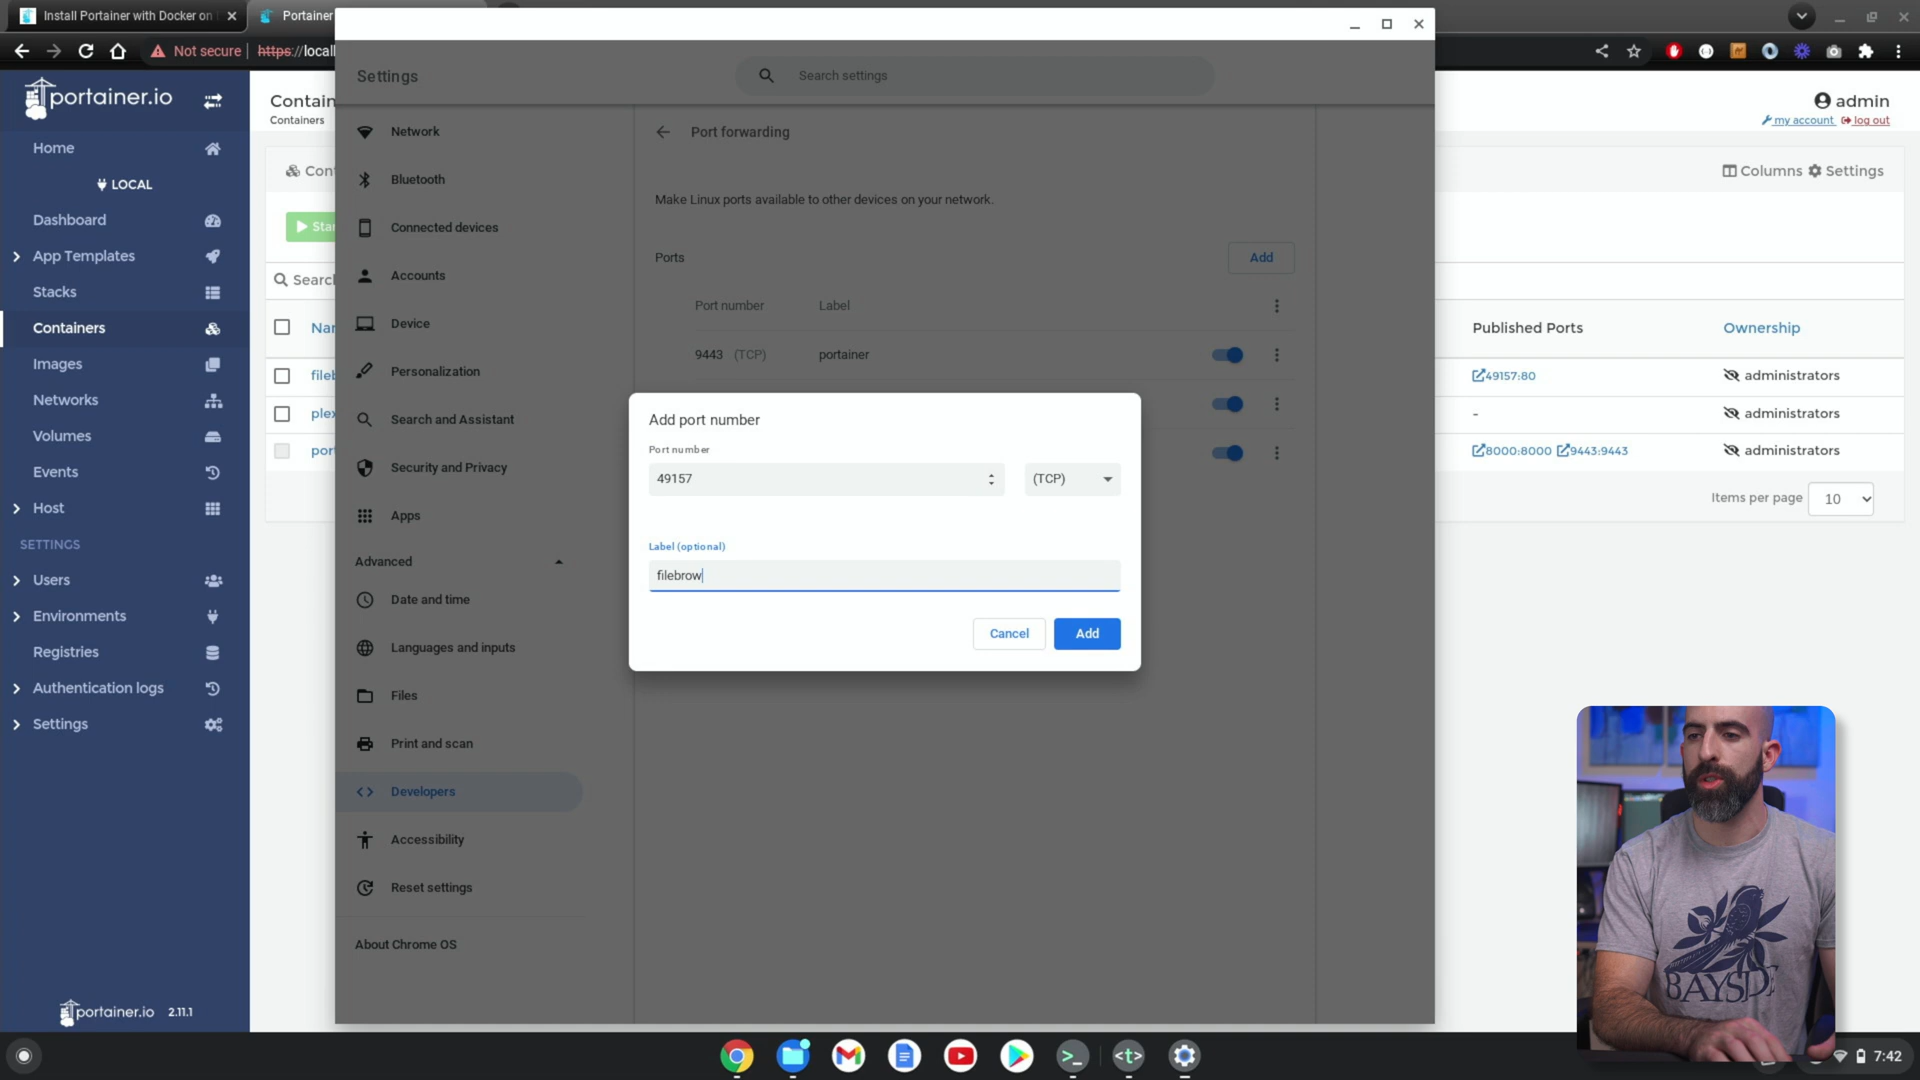 Install Portainer with Docker on
Portainer
Not secure
https://local
portainer.io
Home
LOCAL
Dashboard
App Templates
Stacks
Containers
Images
Networks
Volumes
Events
Host
SETTINGS
Users
Environments
Registries
Authentication logs
Settings
portainer.io 2.11.1
Contain
Containers
Cont
Star
Search
Nar
fileb
plex
port
Settings
Search settings
Network
Bluetooth
Connected devices
Accounts
Device
Personalization
Search and Assistant
Security and Privacy
Apps
Advanced
Date and time
Languages and inputs
Files
Print and scan
Developers
Accessibility
Reset settings
About Chrome OS
Port forwarding
Make Linux ports available to other devices on your network.
Ports
Add
Port number Label
9443 (TCP) portainer
Add port number
Port number
49157
(TCP)
Label (optional)
filebrow
Cancel
Add
admin
my account log out
Columns Settings
Published Ports Ownership
49157:80 administrators
- administrators
8000:8000 9443:9443 administrators
Items per page 10
BAYSIDE
7:42